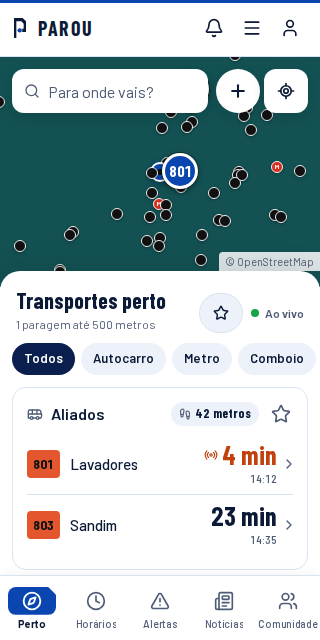 PAROU
Para onde vais?
801
M
M
© OpenStreetMap
Transportes perto
1 paragem até 500 metros
Ao vivo
Todos
Autocarro
Metro
Comboio
Aliados
42 metros
801
Lavadores
4 min
14:12
803
Sandim
23 min
14:35
Perto
Horários
Alertas
Notícias
Comunidade